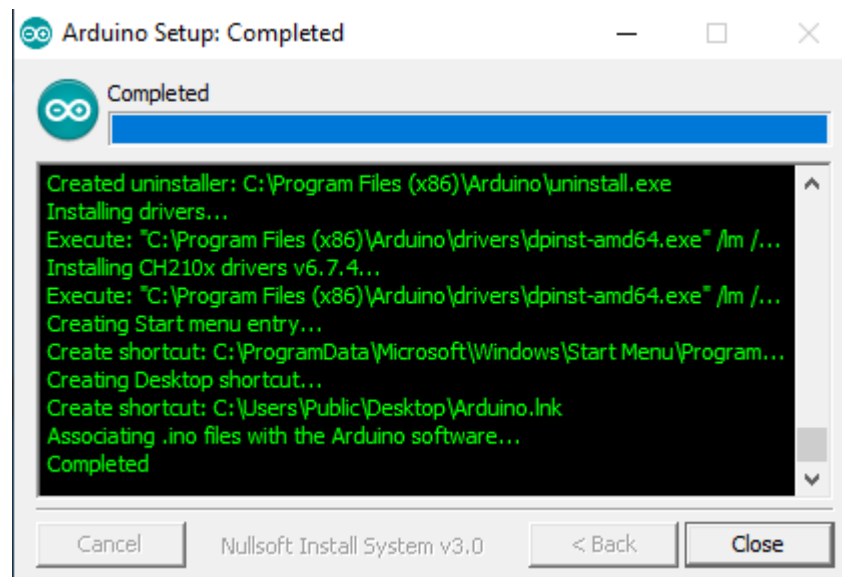 Arduino Setup: Completed
Completed
Created uninstaller: C:\Program Files (x86)\Arduino\uninstall.exe
Installing drivers...
Execute: "C:\Program Files (x86)\Arduino\drivers\dpinst-amd64.exe" /lm /...
Installing CH210x drivers v6.7.4...
Execute: "C:\Program Files (x86)\Arduino\drivers\dpinst-amd64.exe" /lm /...
Creating Start menu entry...
Create shortcut: C:\ProgramData\Microsoft\Windows\Start Menu\Program...
Creating Desktop shortcut...
Create shortcut: C:\Users\Public\Desktop\Arduino.lnk
Associating .ino files with the Arduino software...
Completed
Cancel Nullsoft Install System v3.0 < Back Close